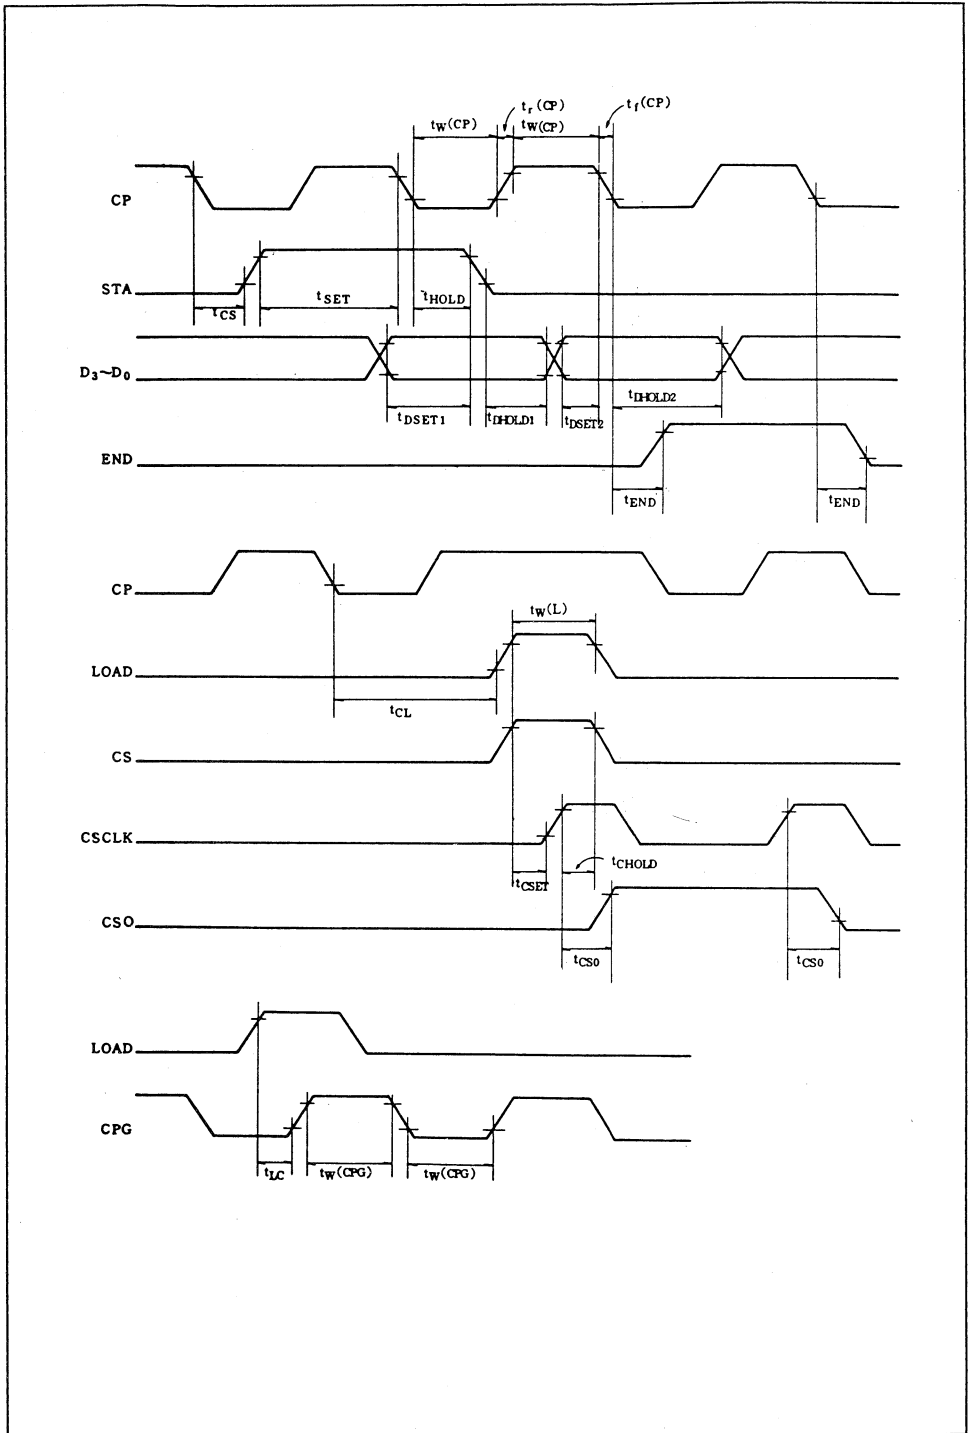 tr(CP) tf(CP)
tW(CP) tW(CP)
CP
STA
tCS tSET tHOLD
D3~D0
tDSET1 tDHOLD1 tDSET2 tDHOLD2
END
tEND tEND
CP
tW(L)
LOAD
tCL
CS
CSCLK
tCSET tCHOLD
CSO
tCSO tCSO
LOAD
CPG
tLC tW(CPG) tW(CPG)